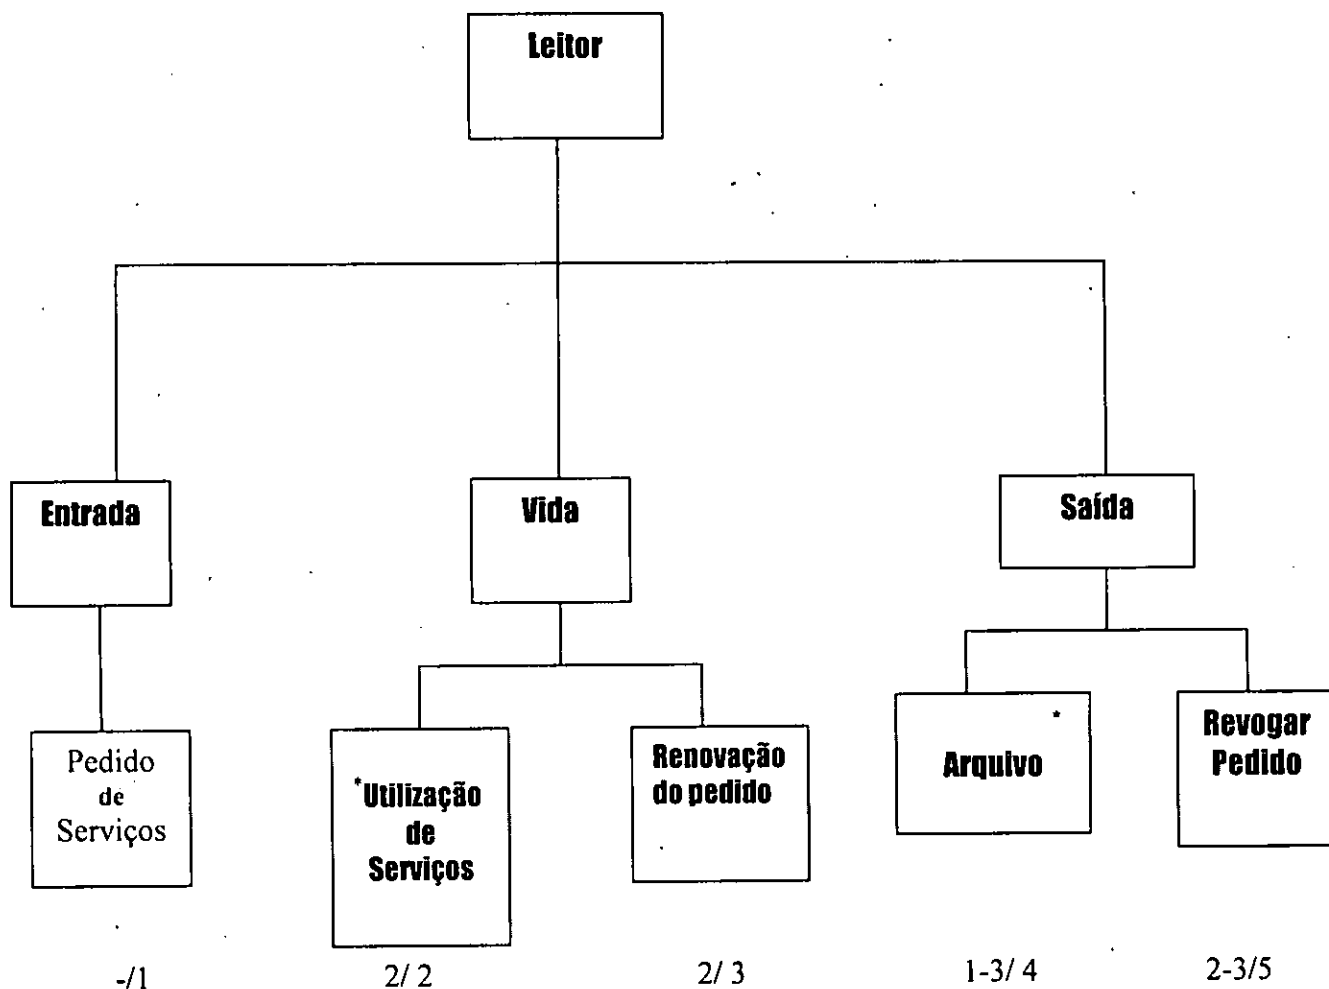 Leitor
Entrada
Vida
Saída
Pedido
de
Serviços
*Utilização
de
Serviços
Renovação
do pedido
*
Arquivo
Revogar
Pedido
-/1
2/ 2
2/ 3
1-3/ 4
2-3/5